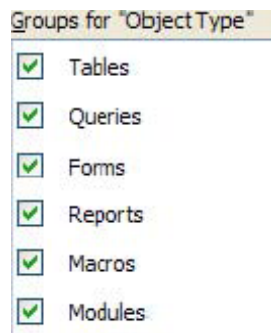 Groups for "Object Type"
Tables
Queries
Forms
Reports
Macros
Modules